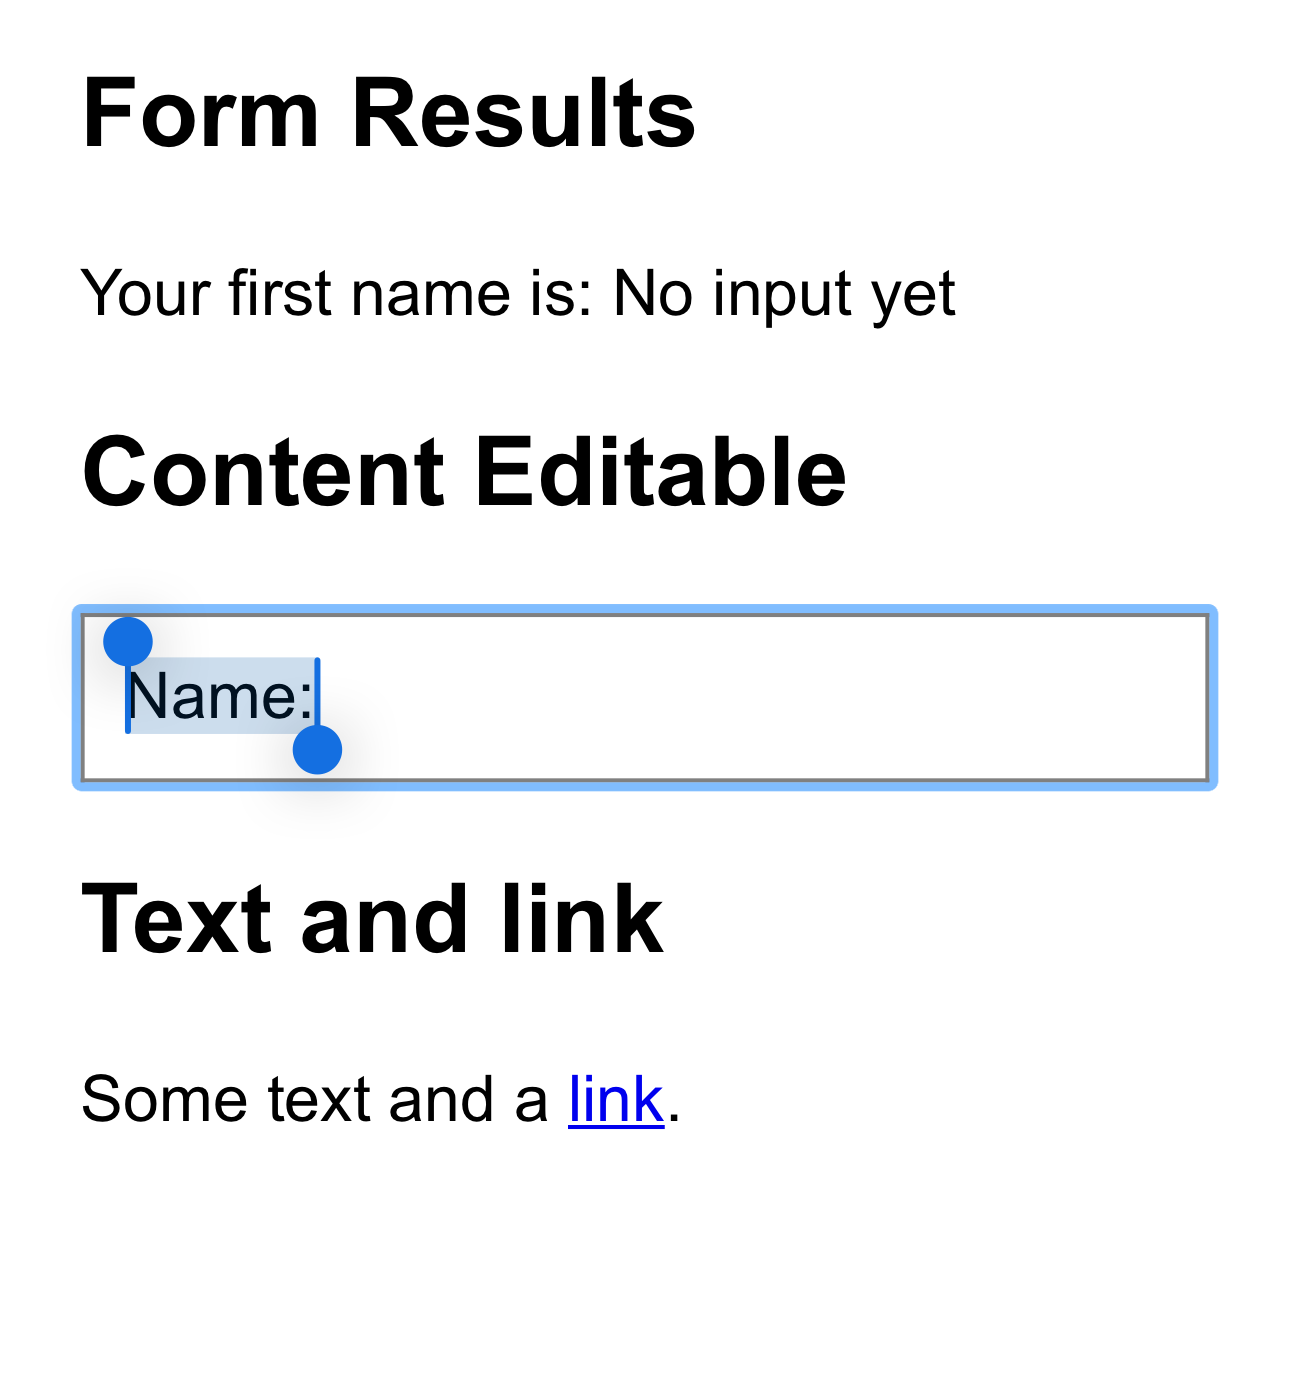 Form Results
Your first name is: No input yet
Content Editable
Name:
Text and link
Some text and a link.